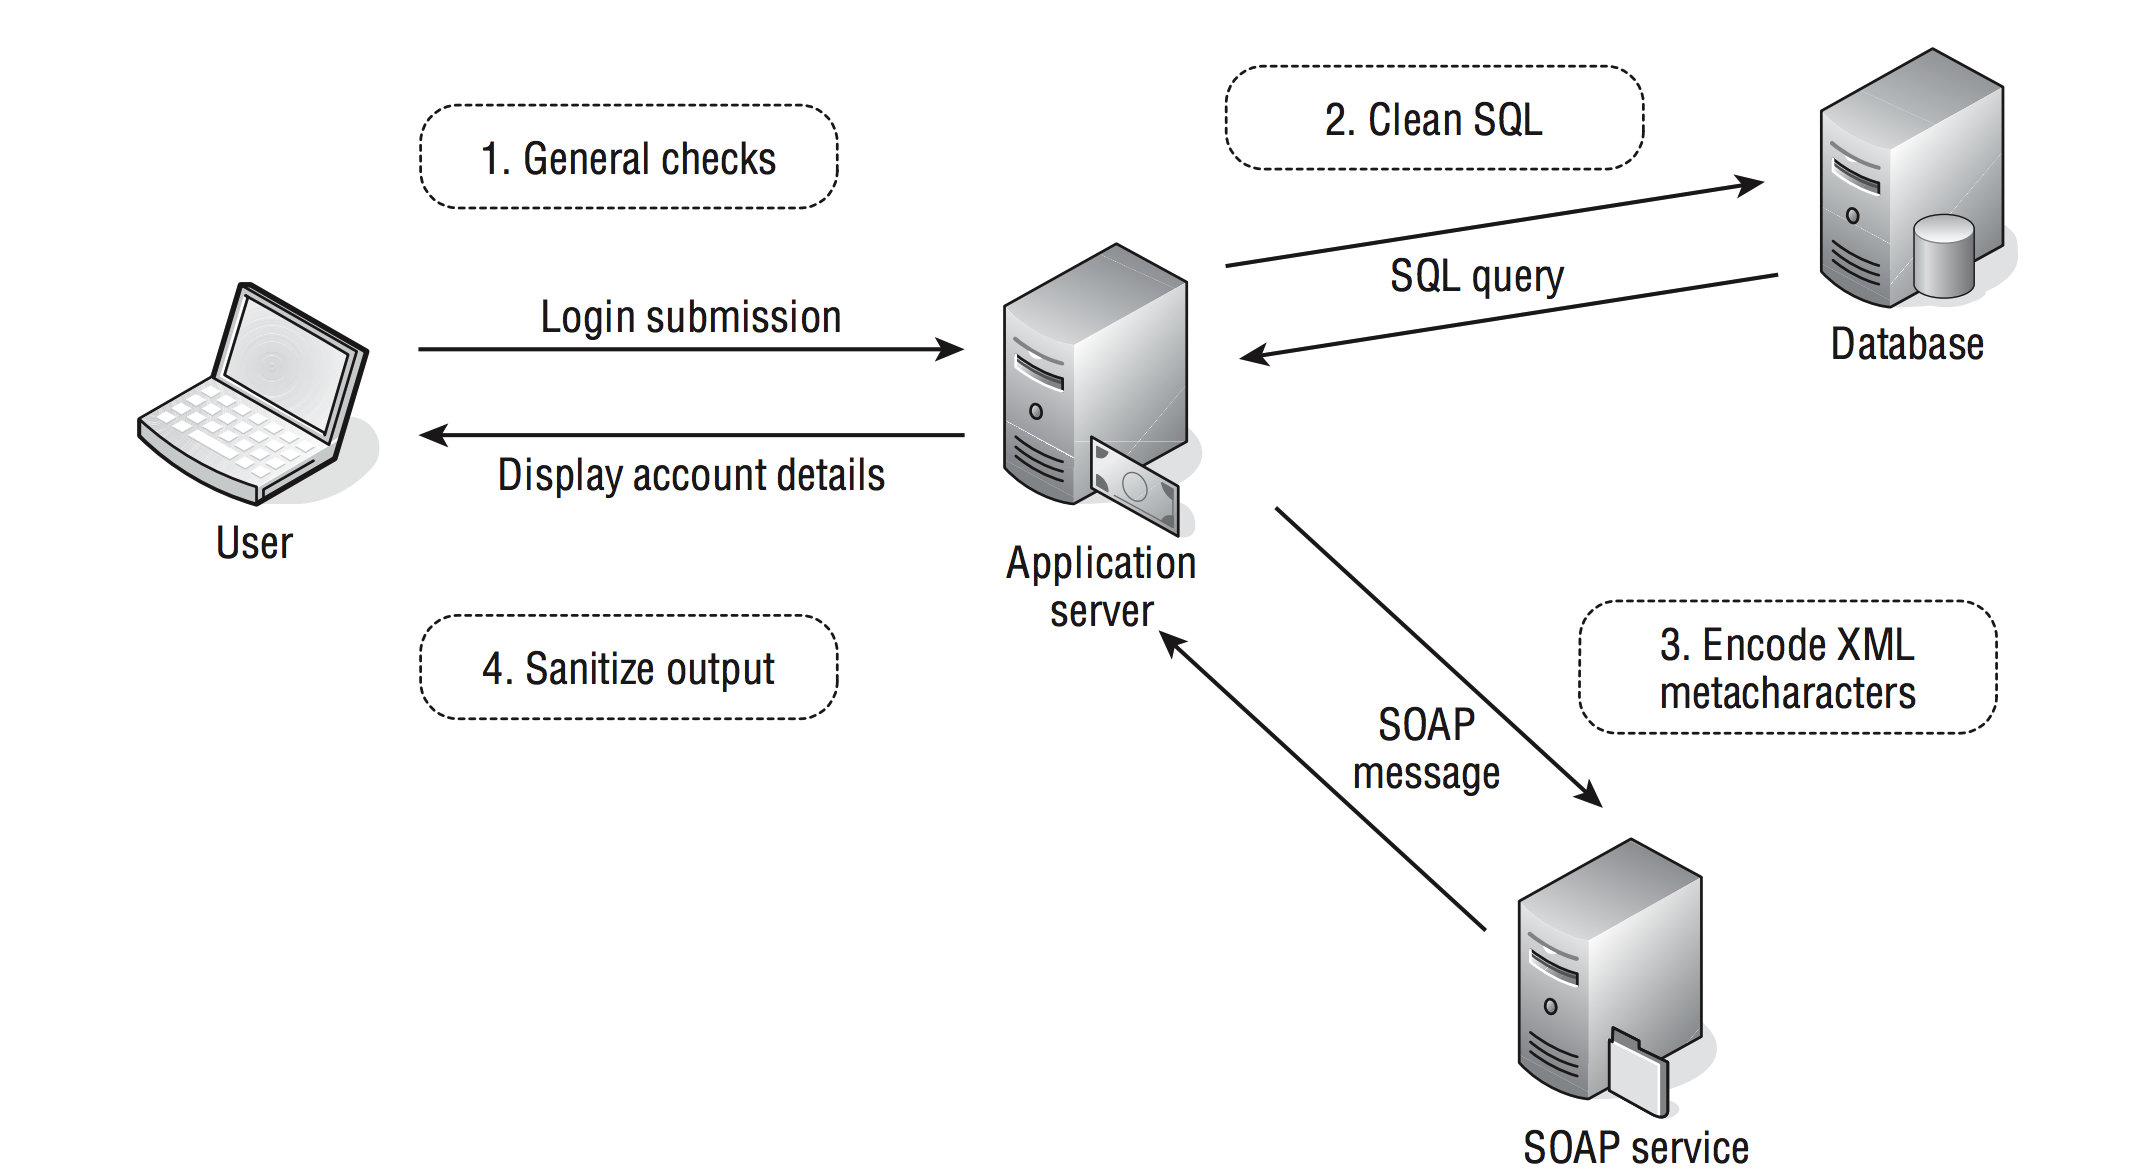 1. General checks
2. Clean SQL
Login submission
SQL query
Database
Display account details
User
Application
server
4. Sanitize output
3. Encode XML
metacharacters
SOAP
message
SOAP service